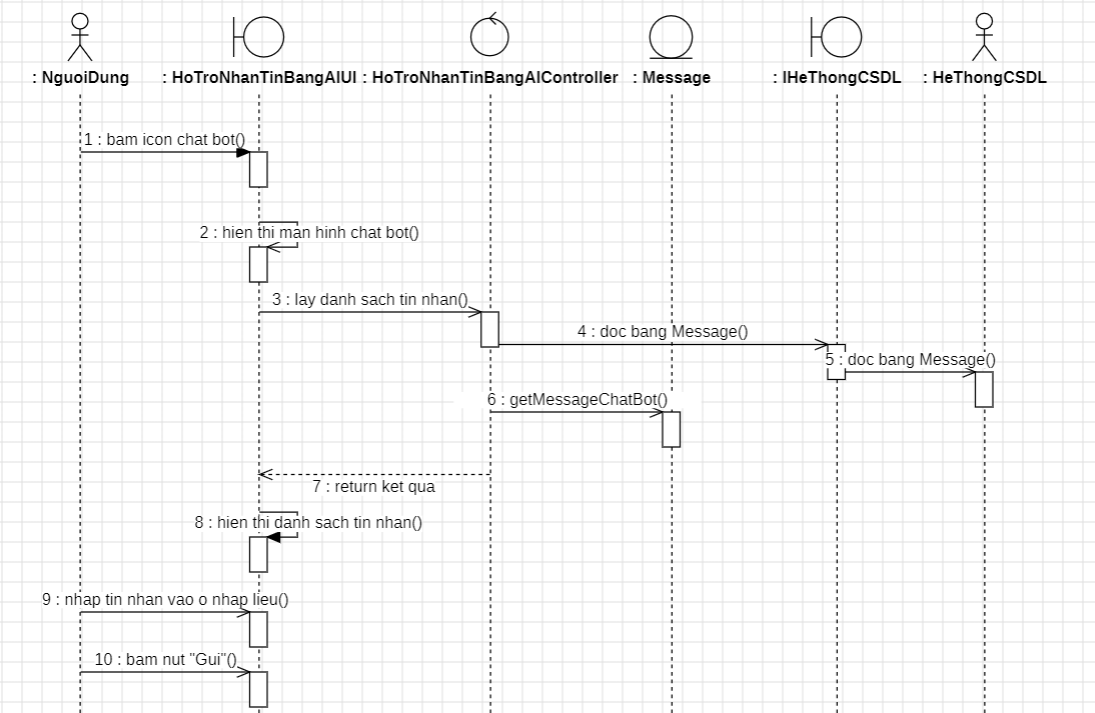 : NguoiDung : HoTroNhanTinBangAIUI : HoTroNhanTinBangAIController : Message : IHeThongCSDL : HeThongCSDL
1 : bam icon chat bot()
2 : hien thi man hinh chat bot()
3 : lay danh sach tin nhan()
4 : doc bang Message()
5 : doc bang Message()
6 : getMessageChatBot()
7 : return ket qua
8 : hien thi danh sach tin nhan()
9 : nhap tin nhan vao o nhap lieu()
10 : bam nut "Gui"()